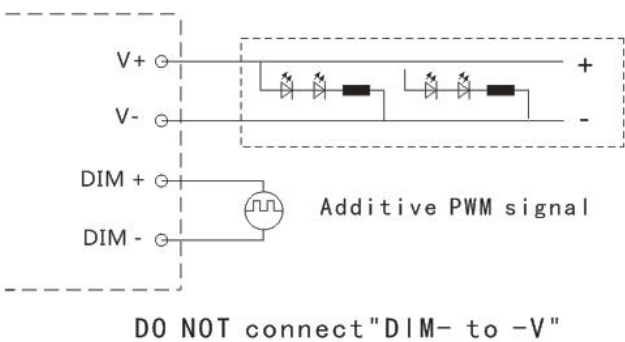 V+
+
V-
-
DIM +
Additive PWM signal
DIM -
DO NOT connect"DIM- to -V"